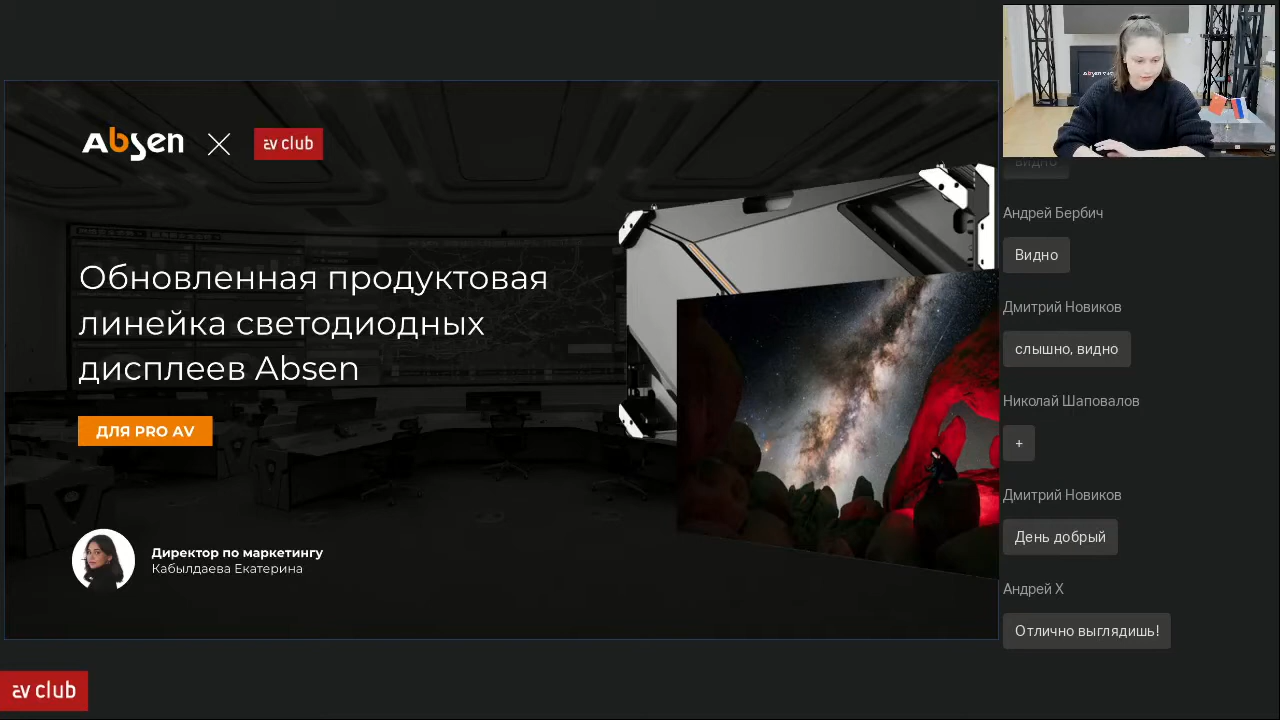 Absen
av club
Обновленная продуктовая
линейка светодиодных
дисплеев Absen
ДЛЯ PRO AV
Директор по маркетингу
Кабылдаева Екатерина
av club
видно
Андрей Бербич
Видно
Дмитрий Новиков
слышно, видно
Николай Шаповалов
+
Дмитрий Новиков
День добрый
Андрей Х
Отлично выглядишь!